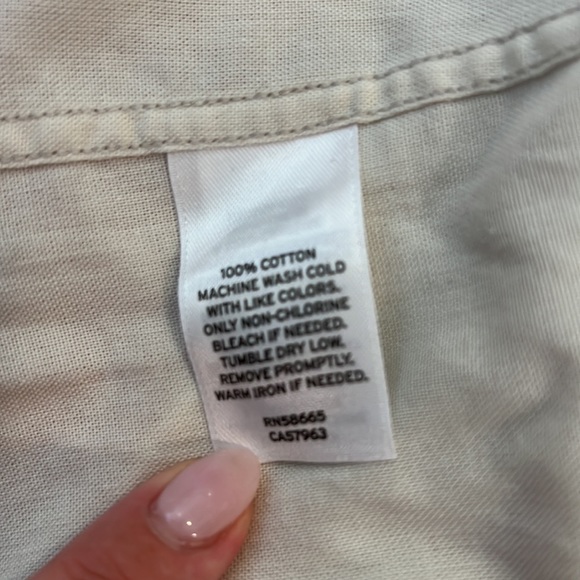 100% COTTON
MACHINE WASH COLD
WITH LIKE COLORS.
ONLY NON-CHLORINE
BLEACH IF NEEDED.
TUMBLE DRY LOW.
REMOVE PROMPTLY.
WARM IRON IF NEEDED.
RN58665
CA57963